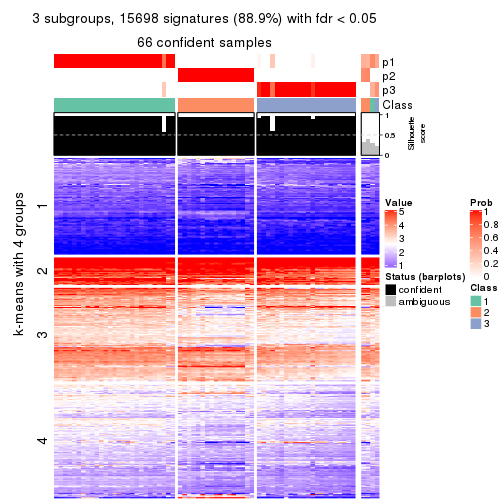 3 subgroups, 15698 signatures (88.9%) with fdr < 0.05
66 confident samples
p1
p2
p3
Class
1
0.5
0
Silhouette
score
k-means with 4 groups
1
2
3
4
Value
5
4
3
2
1
Status (barplots)
confident
ambiguous
Prob
1
0.8
0.6
0.4
0.2
0
Class
1
2
3